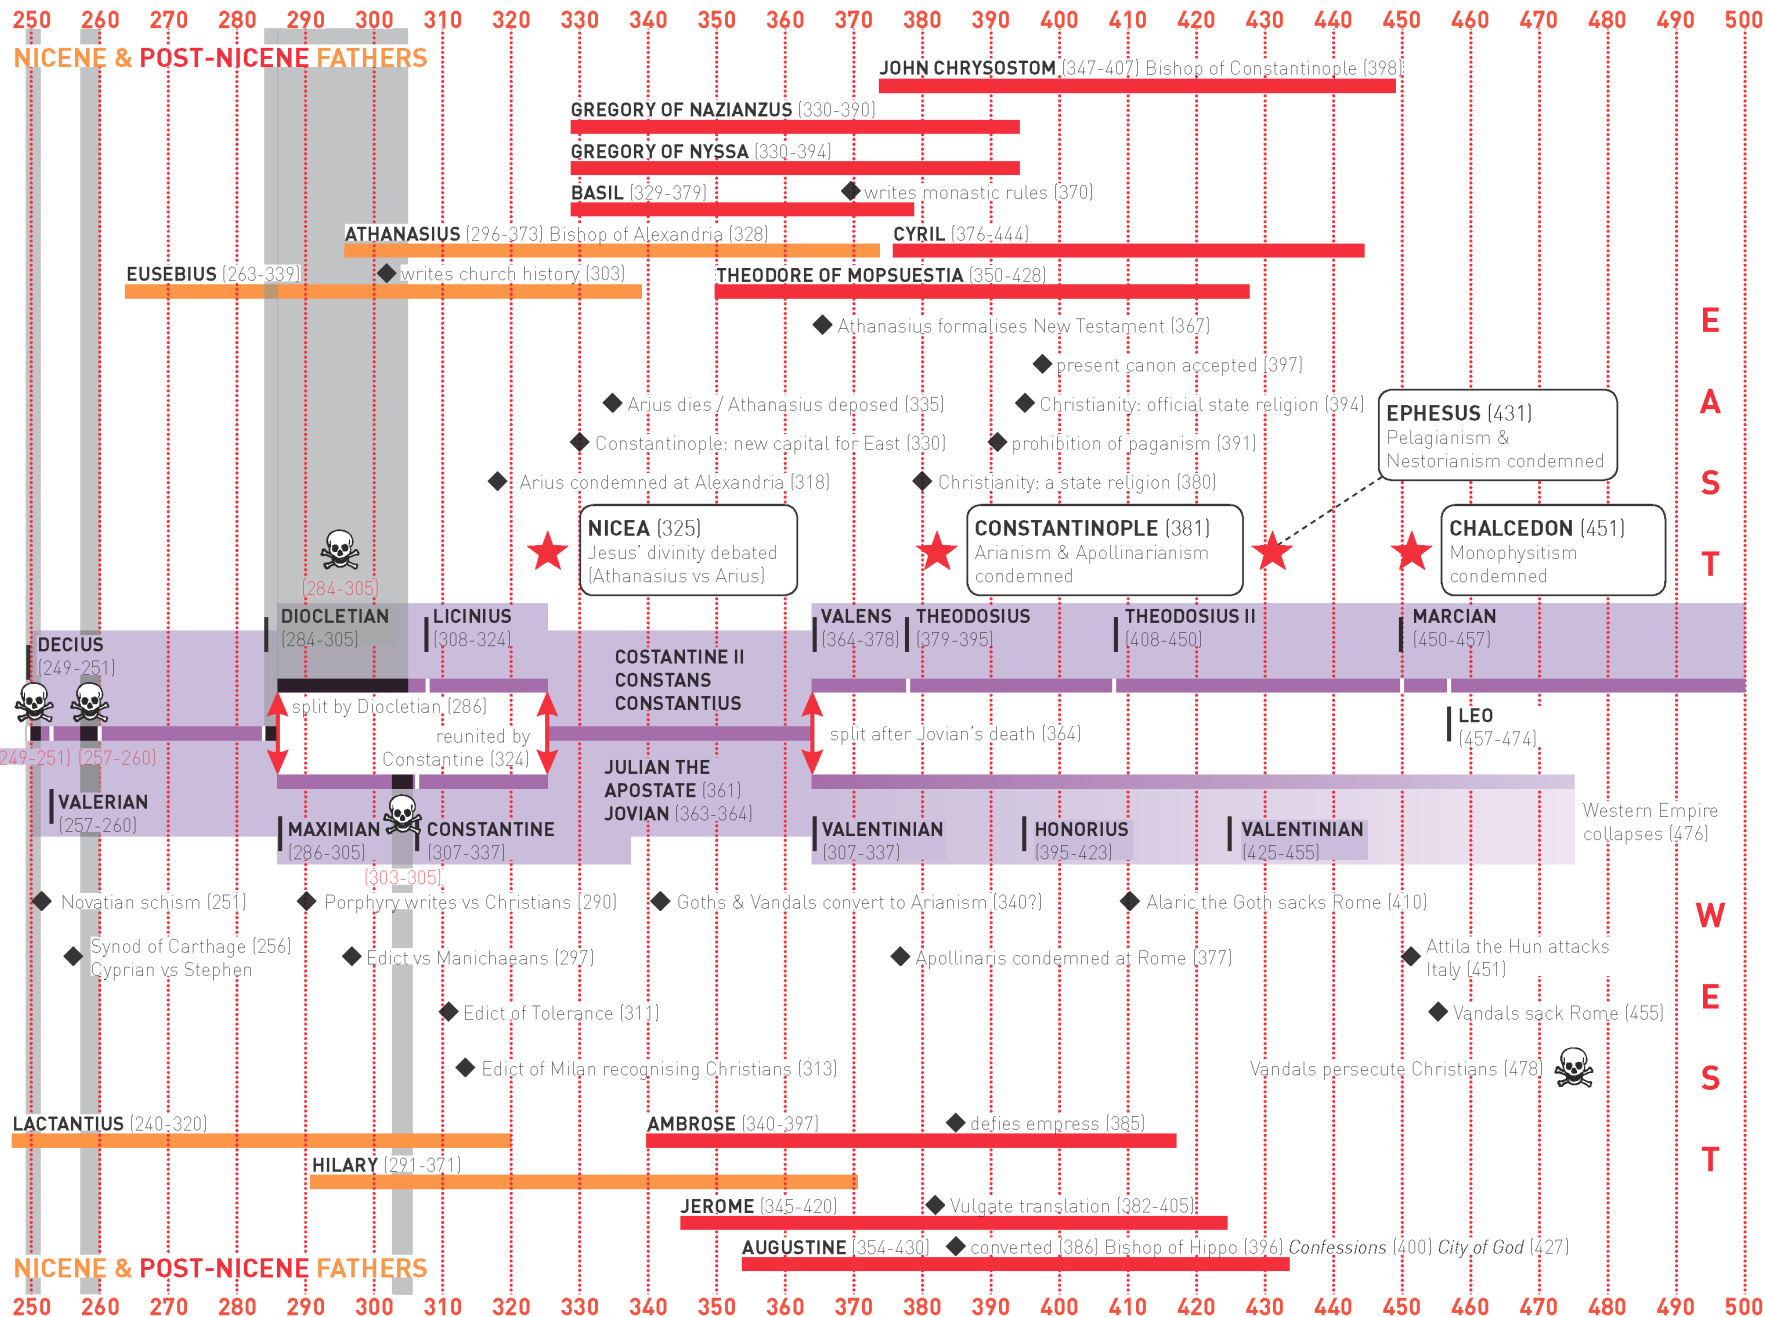 250 260 270 280 290 300 310 320 330 340 350 360 370 380 390 400 410 420 430 440 450 460 470 480 490 500
NICENE & POST-NICENE FATHERS
JOHN CHRYSOSTOM (347-407) Bishop of Constantinople (398)
GREGORY OF NAZIANZUS (330-390)
GREGORY OF NYSSA (330-394)
BASIL (329-379)
writes monastic rules (370)
ATHANASIUS (296-373) Bishop of Alexandria (328)
CYRIL (376-444)
EUSEBIUS (263-339)
writes church history (303)
THEODORE OF MOPSUESTIA (350-428)
Athanasius formalises New Testament (367)
present canon accepted (397)
Arius dies / Athanasius deposed (335)
Christianity: official state religion (394)
Constantinople: new capital for East (330)
prohibition of paganism (391)
Arius condemned at Alexandria (318)
Christianity: a state religion (380)
EPHESUS (431)
Pelagianism &
Nestorianism condemned
EAST
NICEA (325)
Jesus' divinity debated
(Athanasius vs Arius)
CONSTANTINOPLE (381)
Arianism & Apollinarianism
condemned
CHALCEDON (451)
Monophysitism
condemned
(284-305)
DECIUS
(249-251)
DIOCLETIAN
(284-305)
LICINIUS
(308-324)
COSTANTINE II
CONSTANS
CONSTANTIUS
VALENS
(364-378)
THEODOSIUS
(379-395)
THEODOSIUS II
(408-450)
MARCIAN
(450-457)
split by Diocletian (286)
reunited by
Constantine (324)
split after Jovian's death (364)
LEO
(457-474)
249-251) (257-260)
VALERIAN
(257-260)
MAXIMIAN
(286-305)
CONSTANTINE
(307-337)
(303-305)
JULIAN THE
APOSTATE (361)
JOVIAN (363-364)
VALENTINIAN
(307-337)
HONORIUS
(395-423)
VALENTINIAN
(425-455)
Western Empire
collapses (476)
Novatian schism (251)
Porphyry writes vs Christians (290)
Goths & Vandals convert to Arianism (340?)
Alaric the Goth sacks Rome (410)
Synod of Carthage (256)
Cyprian vs Stephen
Edict vs Manichaeans (297)
Apollinaris condemned at Rome (377)
Attila the Hun attacks
Italy (451)
Edict of Tolerance (311)
Vandals sack Rome (455)
Edict of Milan recognising Christians (313)
Vandals persecute Christians (478)
WEST
LACTANTIUS (240-320)
AMBROSE (340-397)
defies empress (385)
HILARY (291-371)
JEROME (345-420)
Vulgate translation (382-405)
AUGUSTINE (354-430)
converted (386) Bishop of Hippo (396) Confessions (400) City of God (427)
NICENE & POST-NICENE FATHERS
250 260 270 280 290 300 310 320 330 340 350 360 370 380 390 400 410 420 430 440 450 460 470 480 490 500